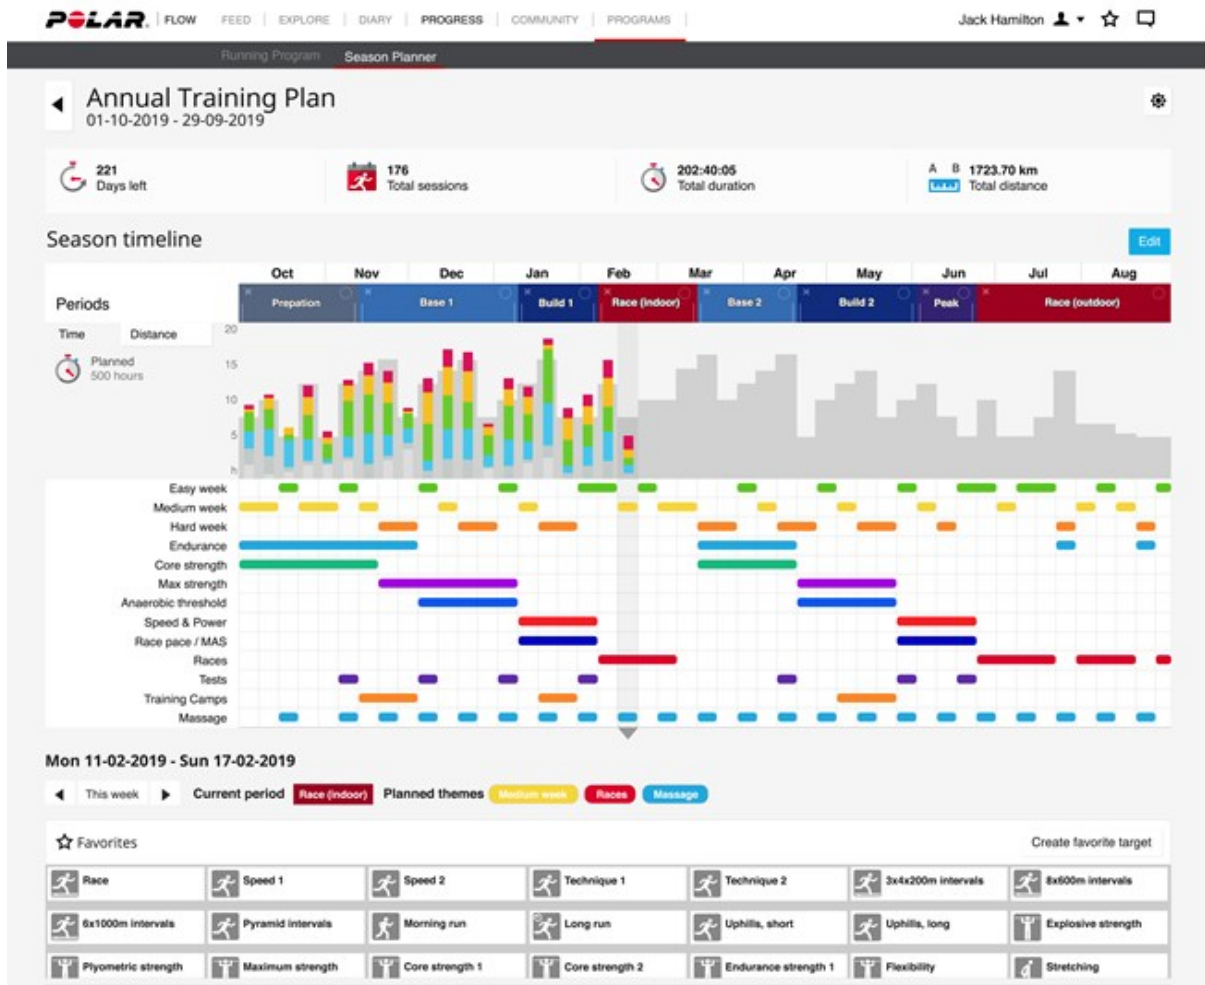 POLAR. FLOW FEED EXPLORE DIARY PROGRESS COMMUNITY PROGRAMS Jack Hamilton
Running Program Season Planner
Annual Training Plan
01-10-2019 - 29-09-2019
221 176 202:40:05 A B 1723.70 km
Days left Total sessions Total duration Total distance
Season timeline Edit
Oct Nov Dec Jan Feb Mar Apr May Jun Jul Aug
Periods Prepation Base 1 Build 1 Race (indoor) Base 2 Build 2 Peak Race (outdoor)
Time Distance 20
Planned 15
500 hours
10
5
h
Easy week
Medium week
Hard week
Endurance
Core strength
Max strength
Anaerobic threshold
Speed & Power
Race pace / MAS
Races
Tests
Training Camps
Massage
Mon 11-02-2019 - Sun 17-02-2019
This week Current period Race (indoor) Planned themes Medium week Races Massage
Favorites Create favorite target
Race Speed 1 Speed 2 Technique 1 Technique 2 3x4x200m intervals 8x600m intervals
6x1000m intervals Pyramid intervals Morning run Long run Uphills, short Uphills, long Explosive strength
Plyometric strength Maximum strength Core strength 1 Core strength 2 Endurance strength 1 Flexibility Stretching